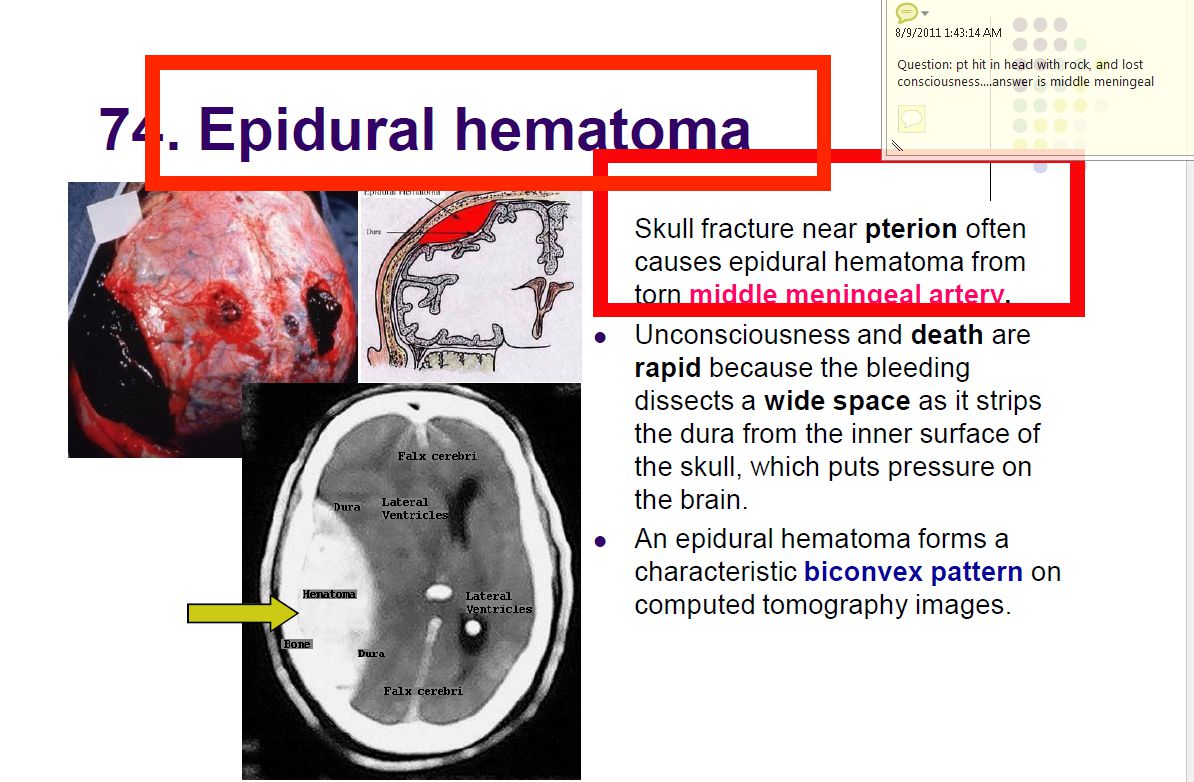 8/9/2011 1:43:14 AM
Question: pt hit in head with rock, and lost
consciousness....answer is middle meningeal
74. Epidural hematoma
Epidural Hematoma
Dura
Skull fracture near pterion often
causes epidural hematoma from
torn middle meningeal artery.
Unconsciousness and death are
rapid because the bleeding
dissects a wide space as it strips
the dura from the inner surface of
the skull, which puts pressure on
the brain.
An epidural hematoma forms a
characteristic biconvex pattern on
computed tomography images.
Falx cerebri
Dura
Lateral
Ventricles
Hematoma
Lateral
Ventricles
Bone
Dura
Falx cerebri